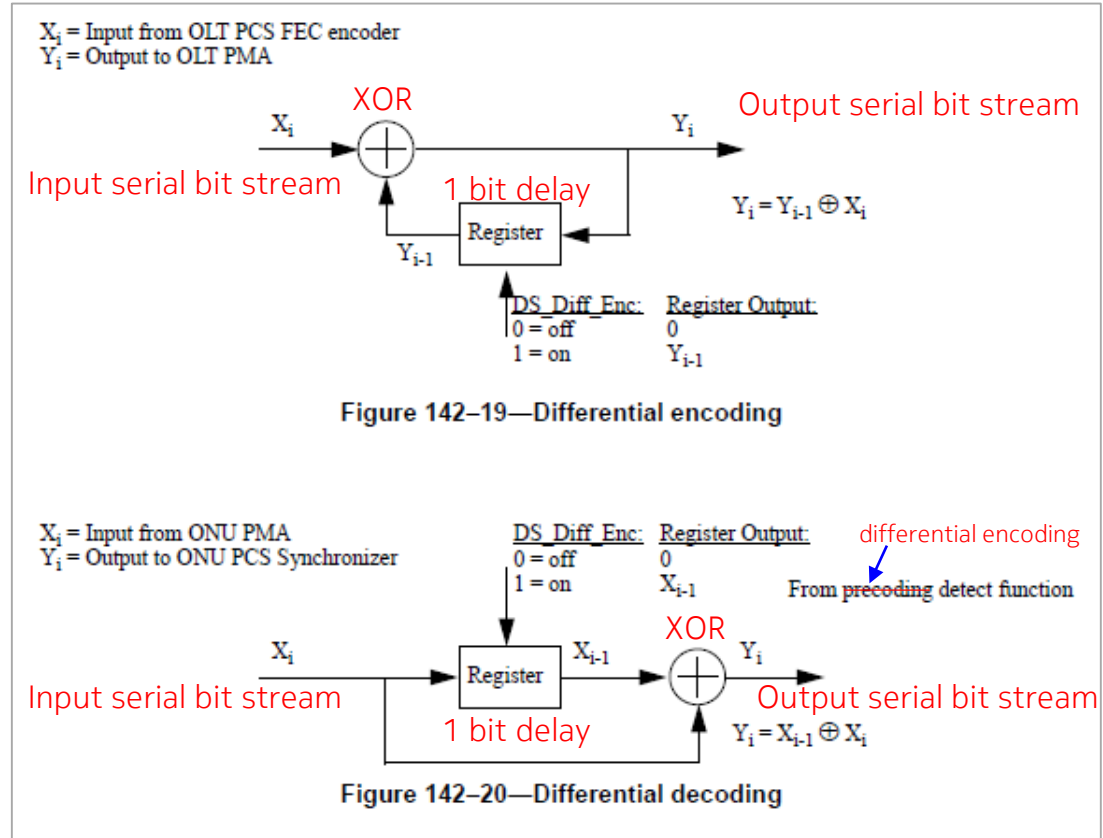 Xi = Input from OLT PCS FEC encoder
Yi = Output to OLT PMA
XOR
Output serial bit stream
Xi
Yi
Input serial bit stream
1 bit delay
Yi = Yi-1 ⊕ Xi
Register
Yi-1
DS_Diff_Enc: Register Output:
0 = off 0
1 = on Yi-1
Figure 142–19—Differential encoding
Xi = Input from ONU PMA
Yi = Output to ONU PCS Synchronizer
DS_Diff_Enc: Register Output:
0 = off 0
1 = on Xi-1
differential encoding
From precoding detect function
XOR
Xi
Xi-1
Yi
Register
Input serial bit stream
Output serial bit stream
1 bit delay
Yi = Xi-1 ⊕ Xi
Figure 142–20—Differential decoding